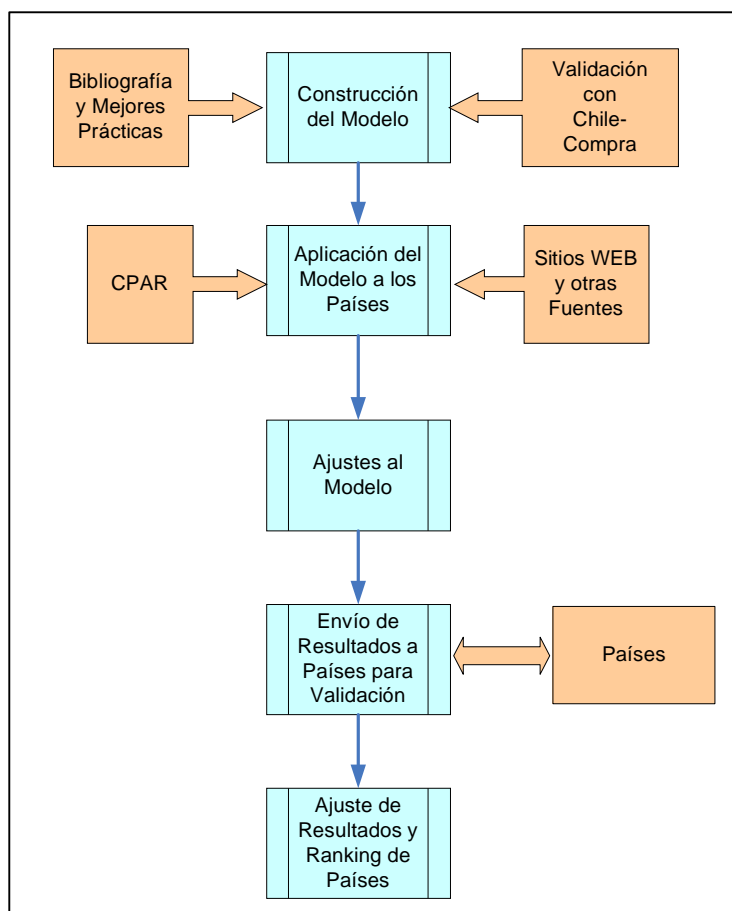 Bibliografía
y Mejores
Prácticas
Construcción
del Modelo
Validación
con
Chile-
Compra
CPAR
Aplicación del
Modelo a los
Países
Sitios WEB
y otras
Fuentes
Ajustes al
Modelo
Envío de
Resultados a
Países para
Validación
Países
Ajuste de
Resultados y
Ranking de
Países